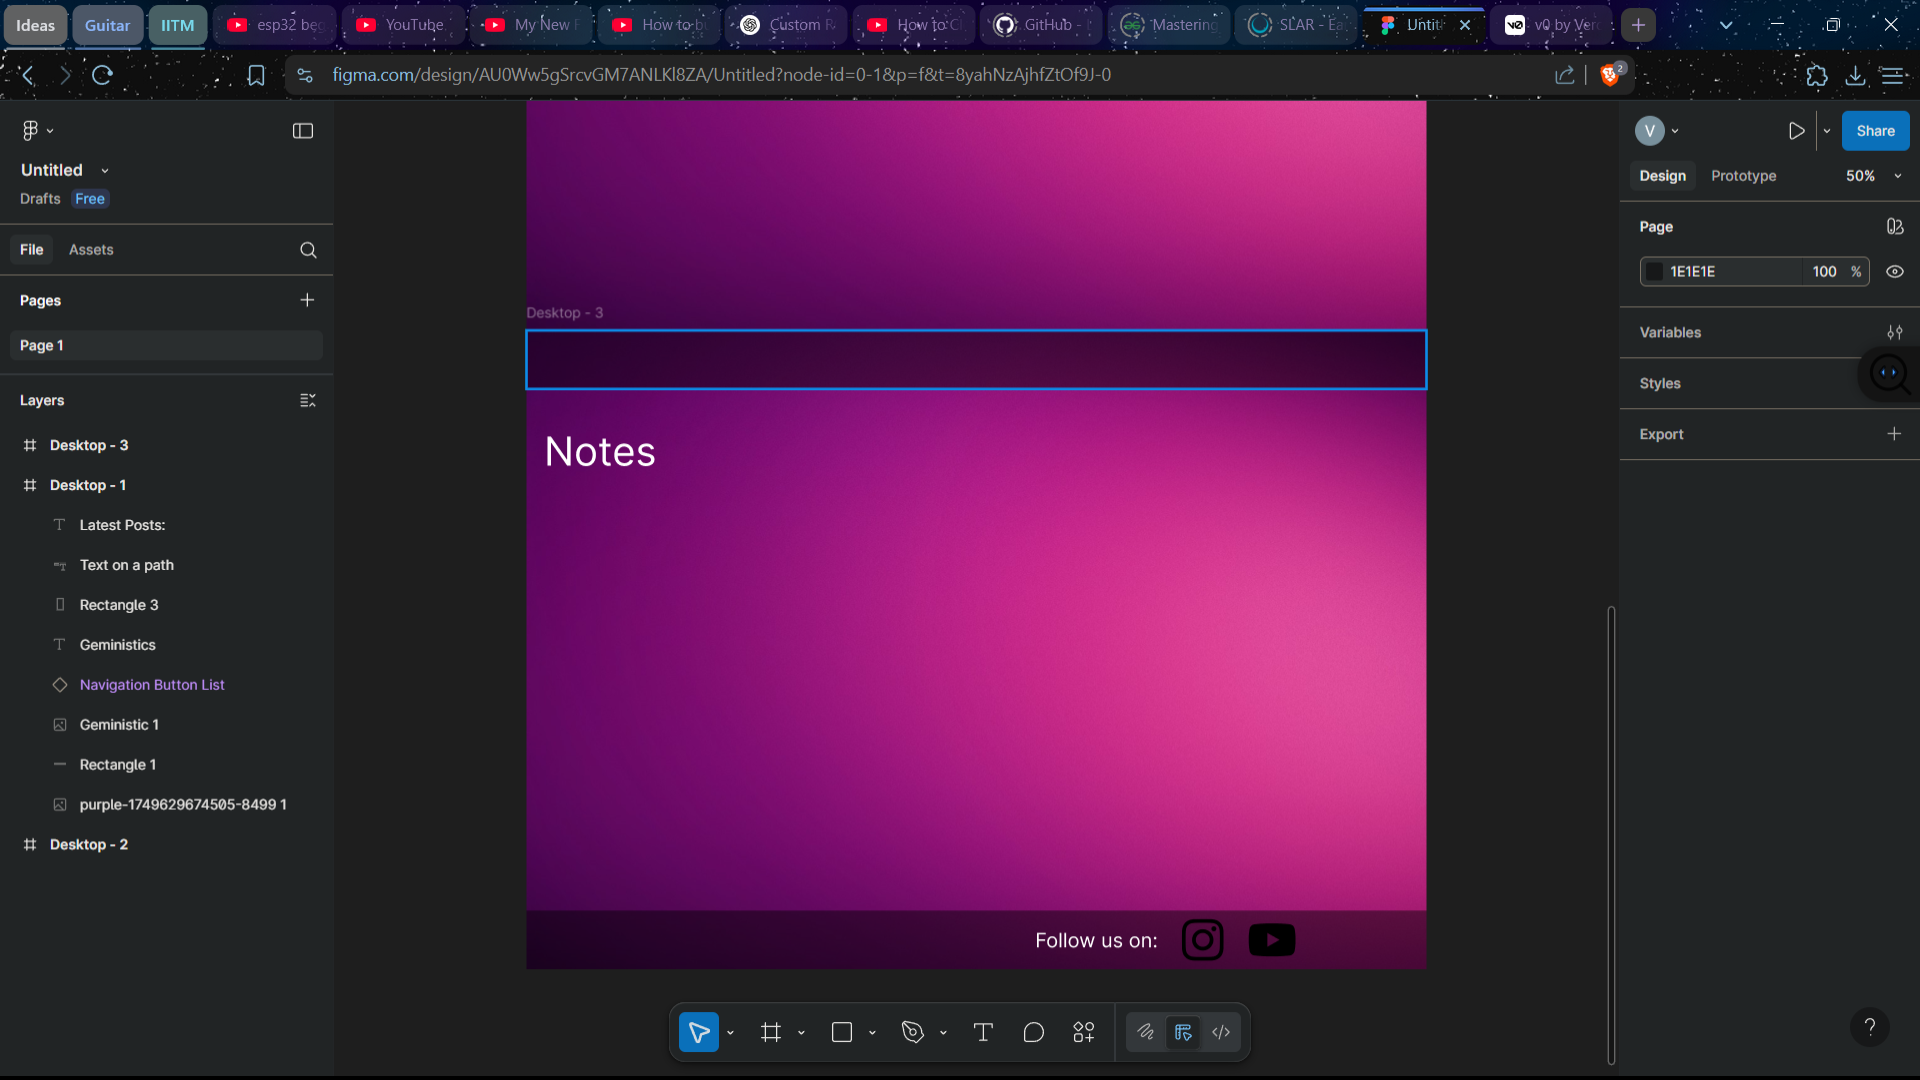 Ideas
Guitar
IITM
esp32 beg
YouTube
My New F
How to b
Custom R
How to C
GitHub -
Mastering
SLAR - Ea
Untit
v0 by Ver
figma.com/design/AU0Ww5gSrcvGM7ANLKl8ZA/Untitled?node-id=0-1&p=f&t=8yahNzAjhfZtOf9J-0
2
Untitled
Drafts Free
File Assets
Pages
Page 1
Layers
Desktop - 3
Desktop - 1
Latest Posts:
Text on a path
Rectangle 3
Geministics
Navigation Button List
Geministic 1
Rectangle 1
purple-1749629674505-8499 1
Desktop - 2
Desktop - 3
Notes
Follow us on:
V
Share
Design Prototype 50%
Page
1E1E1E 100 %
Variables
Styles
Export
?